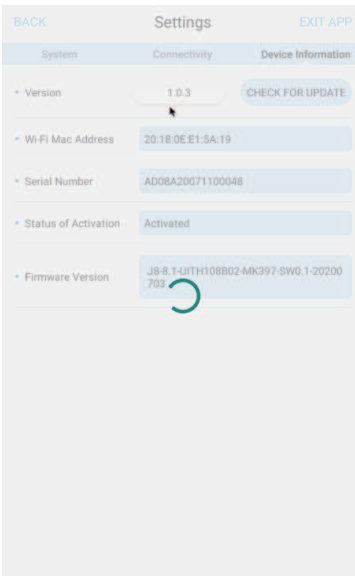 BACK Settings EXIT APP
System Connectivity Device Information
Version 1.0.3 CHECK FOR UPDATE
Wi-Fi Mac Address 20:18:0E:E1:5A:19
Serial Number AD08A20071100048
Status of Activation Activated
Firmware Version J8-8.1-UITH108B02-MK397-SW0.1-20200
703